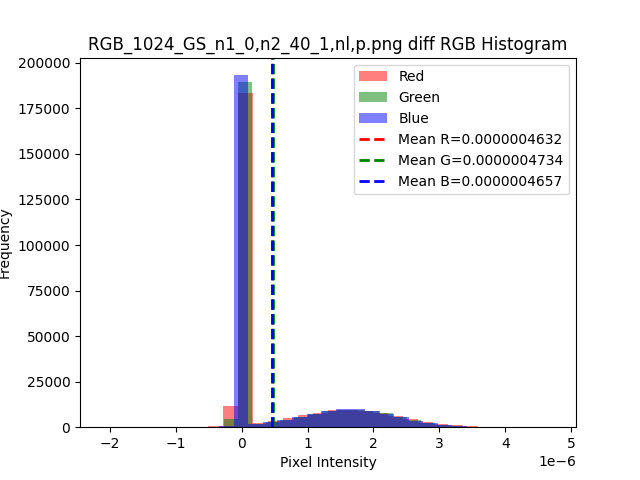 RGB_1024_GS_n1_0,n2_40_1,nl,p.png diff RGB Histogram
Red
Green
Blue
Mean R=0.0000004632
Mean G=0.0000004734
Mean B=0.0000004657
Frequency
200000
175000
150000
125000
100000
75000
50000
25000
0
−2
−1
0
1
2
3
4
5
1e−6
Pixel Intensity